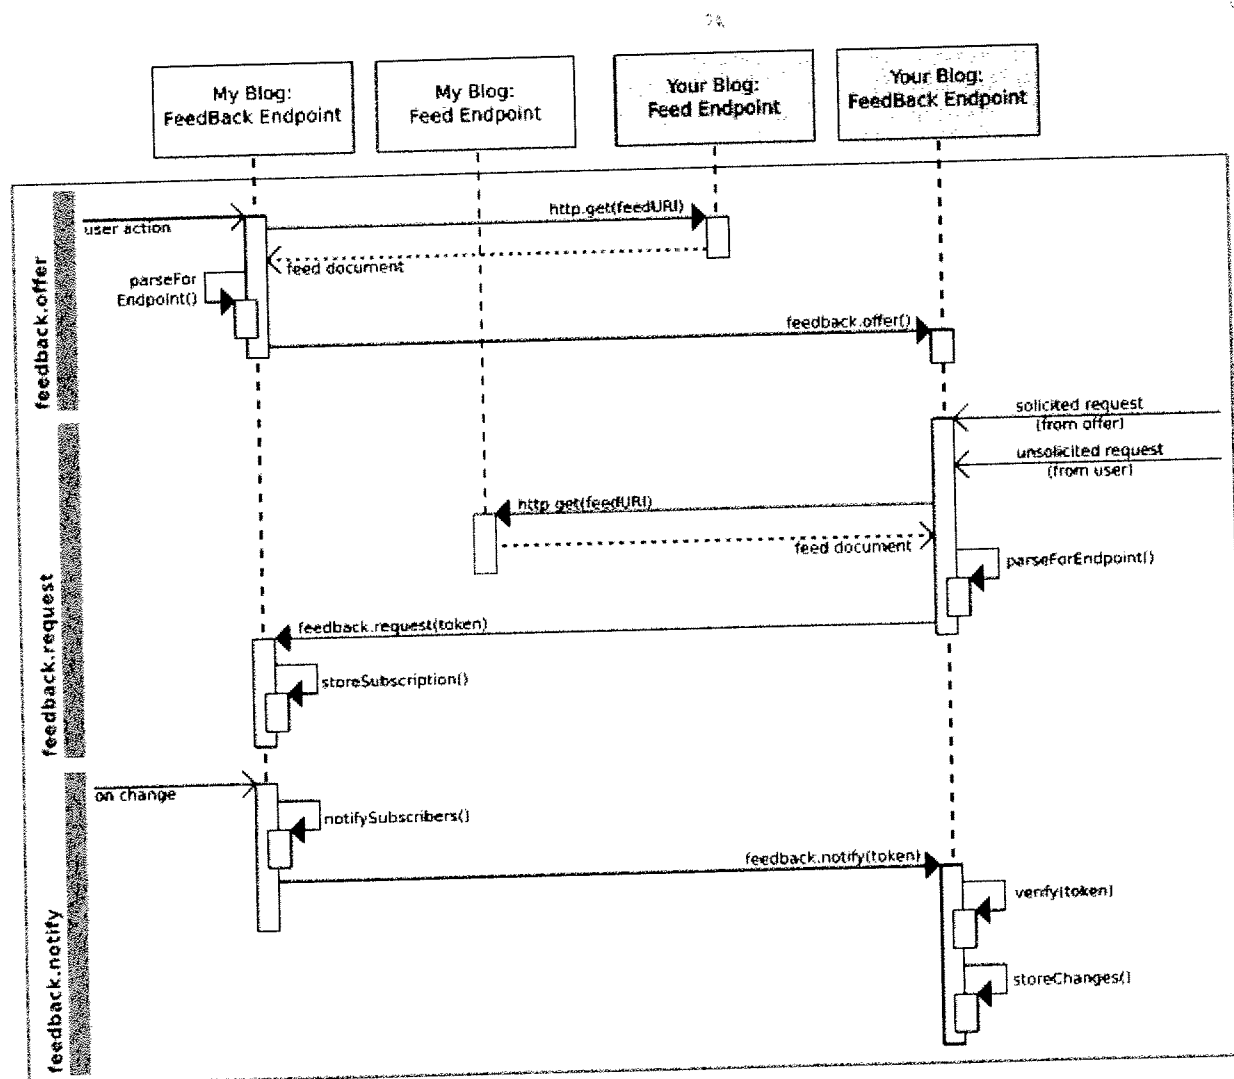 My Blog:
FeedBack Endpoint
My Blog:
Feed Endpoint
Your Blog:
Feed Endpoint
Your Blog:
FeedBack Endpoint
feedback.offer
user action
http.get(feedURI)
feed document
parseFor
Endpoint()
feedback.offer()
feedback.request
solicited request
(from offer)
unsolicited request
(from user)
http.get(feedURI)
feed document
parseForEndpoint()
feedback.request(token)
storeSubscription()
feedback.notify
on change
notifySubscribers()
feedback.notify(token)
verify(token)
storeChanges()